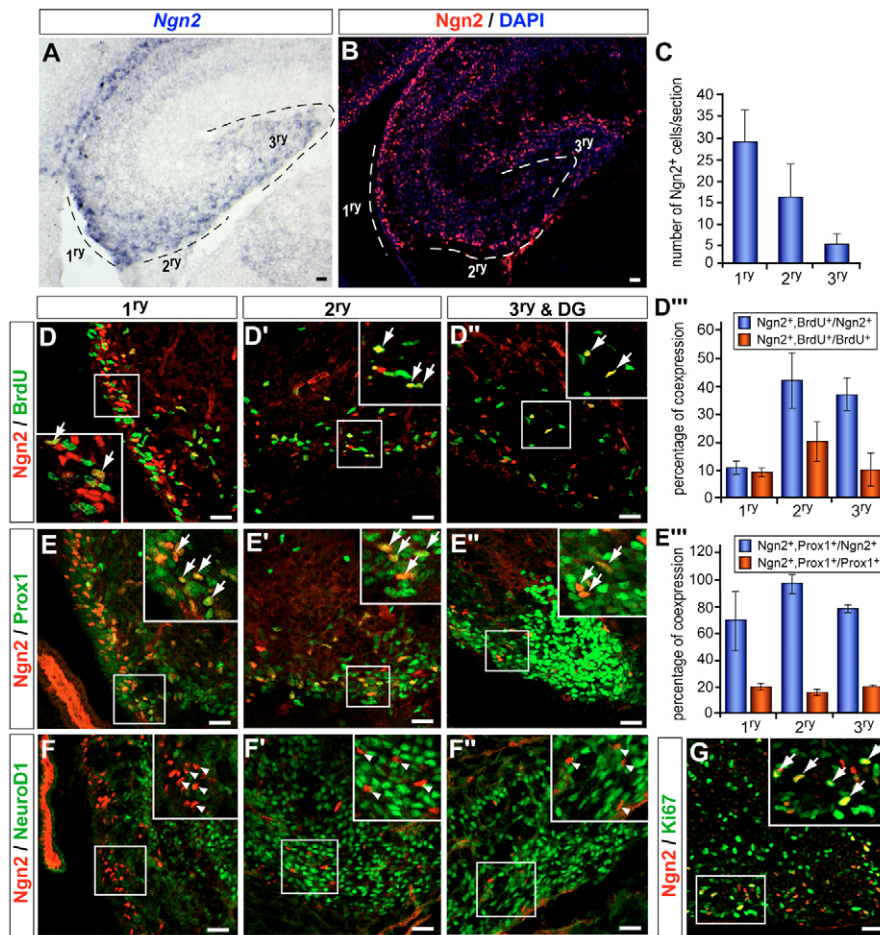 Ngn2
Ngn2 / DAPI
A
1ry
2ry
3ry
B
1ry
2ry
3ry
C
number of Ngn2+ cells/section
40
35
30
25
20
15
10
5
0
1ry 2ry 3ry
1ry
2ry
3ry & DG
Ngn2 / BrdU
D
D'
D"
D'''
Ngn2+,BrdU+/Ngn2+
Ngn2+,BrdU+/BrdU+
percentage of coexpression
60
50
40
30
20
10
0
1ry 2ry 3ry
Ngn2 / Prox1
E
E'
E"
E'''
Ngn2+,Prox1+/Ngn2+
Ngn2+,Prox1+/Prox1+
percentage of coexpression
120
100
80
60
40
20
0
1ry 2ry 3ry
Ngn2 / NeuroD1
F
F'
F"
Ngn2 / Ki67
G